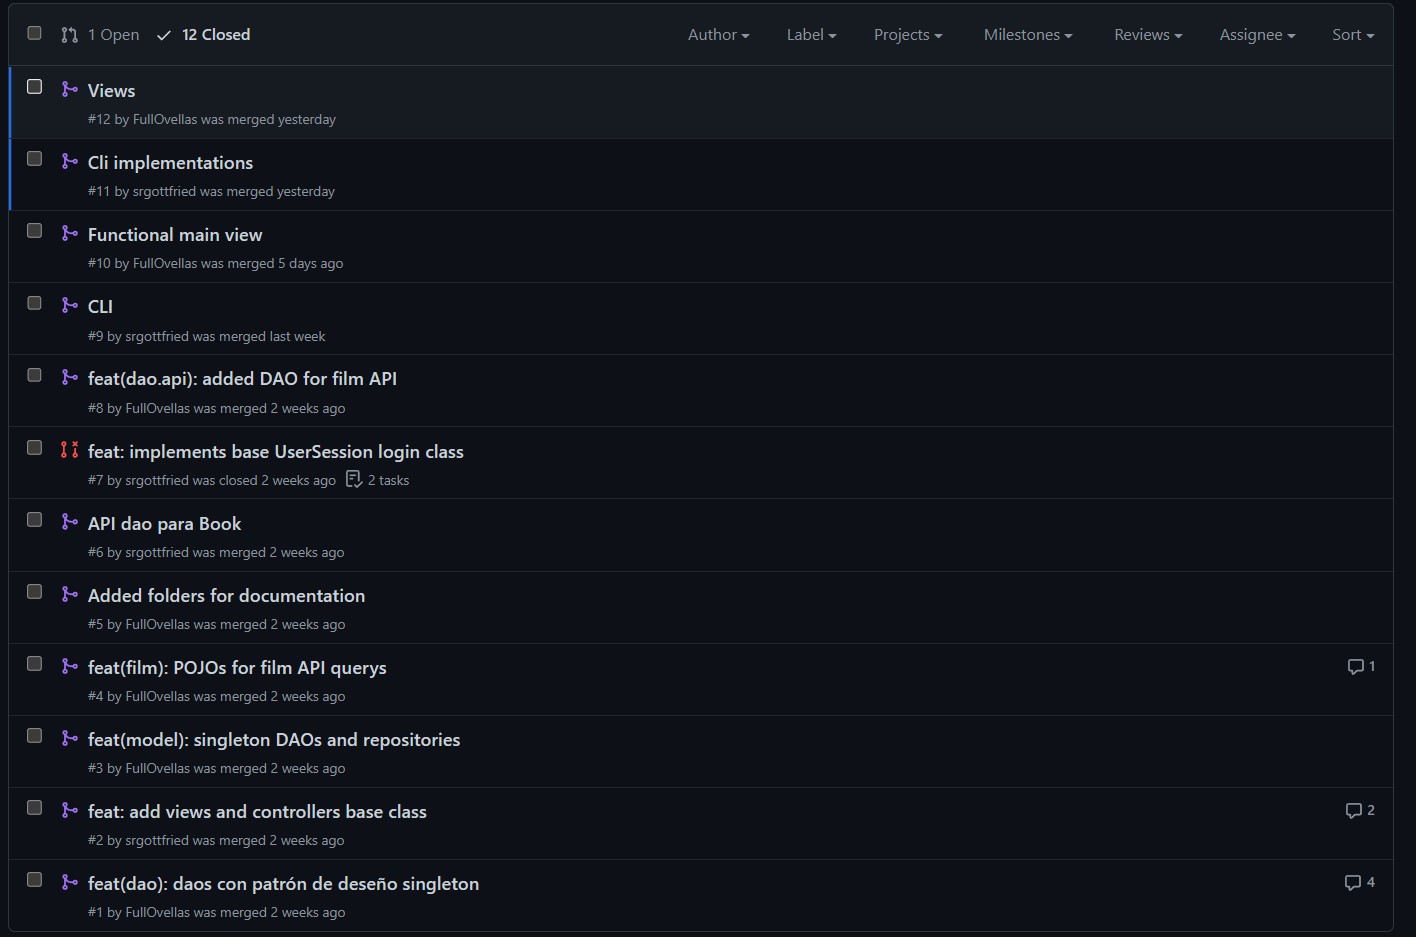 1 Open 12 Closed Author Label Projects Milestones Reviews Assignee Sort
Views
#12 by FullOvellas was merged yesterday
Cli implementations
#11 by srgottfried was merged yesterday
Functional main view
#10 by FullOvellas was merged 5 days ago
CLI
#9 by srgottfried was merged last week
feat(dao.api): added DAO for film API
#8 by FullOvellas was merged 2 weeks ago
feat: implements base UserSession login class
#7 by srgottfried was closed 2 weeks ago 2 tasks
API dao para Book
#6 by srgottfried was merged 2 weeks ago
Added folders for documentation
#5 by FullOvellas was merged 2 weeks ago
feat(film): POJOs for film API querys 1
#4 by FullOvellas was merged 2 weeks ago
feat(model): singleton DAOs and repositories
#3 by FullOvellas was merged 2 weeks ago
feat: add views and controllers base class 2
#2 by srgottfried was merged 2 weeks ago
feat(dao): daos con patrón de deseño singleton 4
#1 by FullOvellas was merged 2 weeks ago